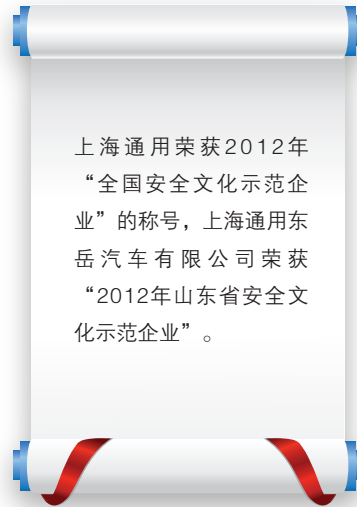 上海通用荣获2012年
“全国安全文化示范企
业”的称号，上海通用东
岳汽车有限公司荣获
“2012年山东省安全文
化示范企业”。